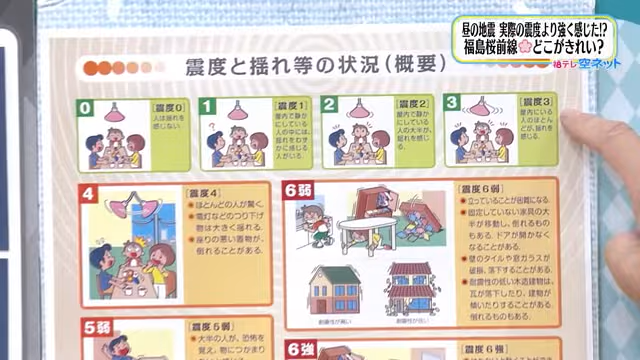 昼の地震 実際の震度より強く感じた!?
福島桜前線🌸どこがきれい?
福テレ空ネット
震度と揺れ等の状況(概要)
0
[震度0]
人は揺れを
感じない。
1
[震度1]
屋内で静か
にしている
人の中には、
揺れをわず
かに感じる
人がいる。
2
[震度2]
屋内で静か
にしている
人の大半が、
揺れを感じ
る。
3
[震度3]
屋内にいる
人のほとん
どが、揺れを
感じる。
4
[震度4]
●ほとんどの人が驚く。
●電灯などのつり下げ
物は大きく揺れる。
●座りの悪い置物が、
倒れることがある。
6弱
[震度6弱]
●立っていることが困難になる。
●固定していない家具の大
半が移動し、倒れるもの
もある。ドアが開かなく
なることがある。
●壁のタイルや窓ガラスが
破損、落下することがある。
●耐震性の低い木造建物は、
瓦が落下したり、建物が
傾いたりすることがある。
倒れるものもある。
耐震性が高い
耐震性が低い
5弱
[震度5弱]
●大半の人が、恐怖を
覚え、物につかまり
6強
[震度6強]